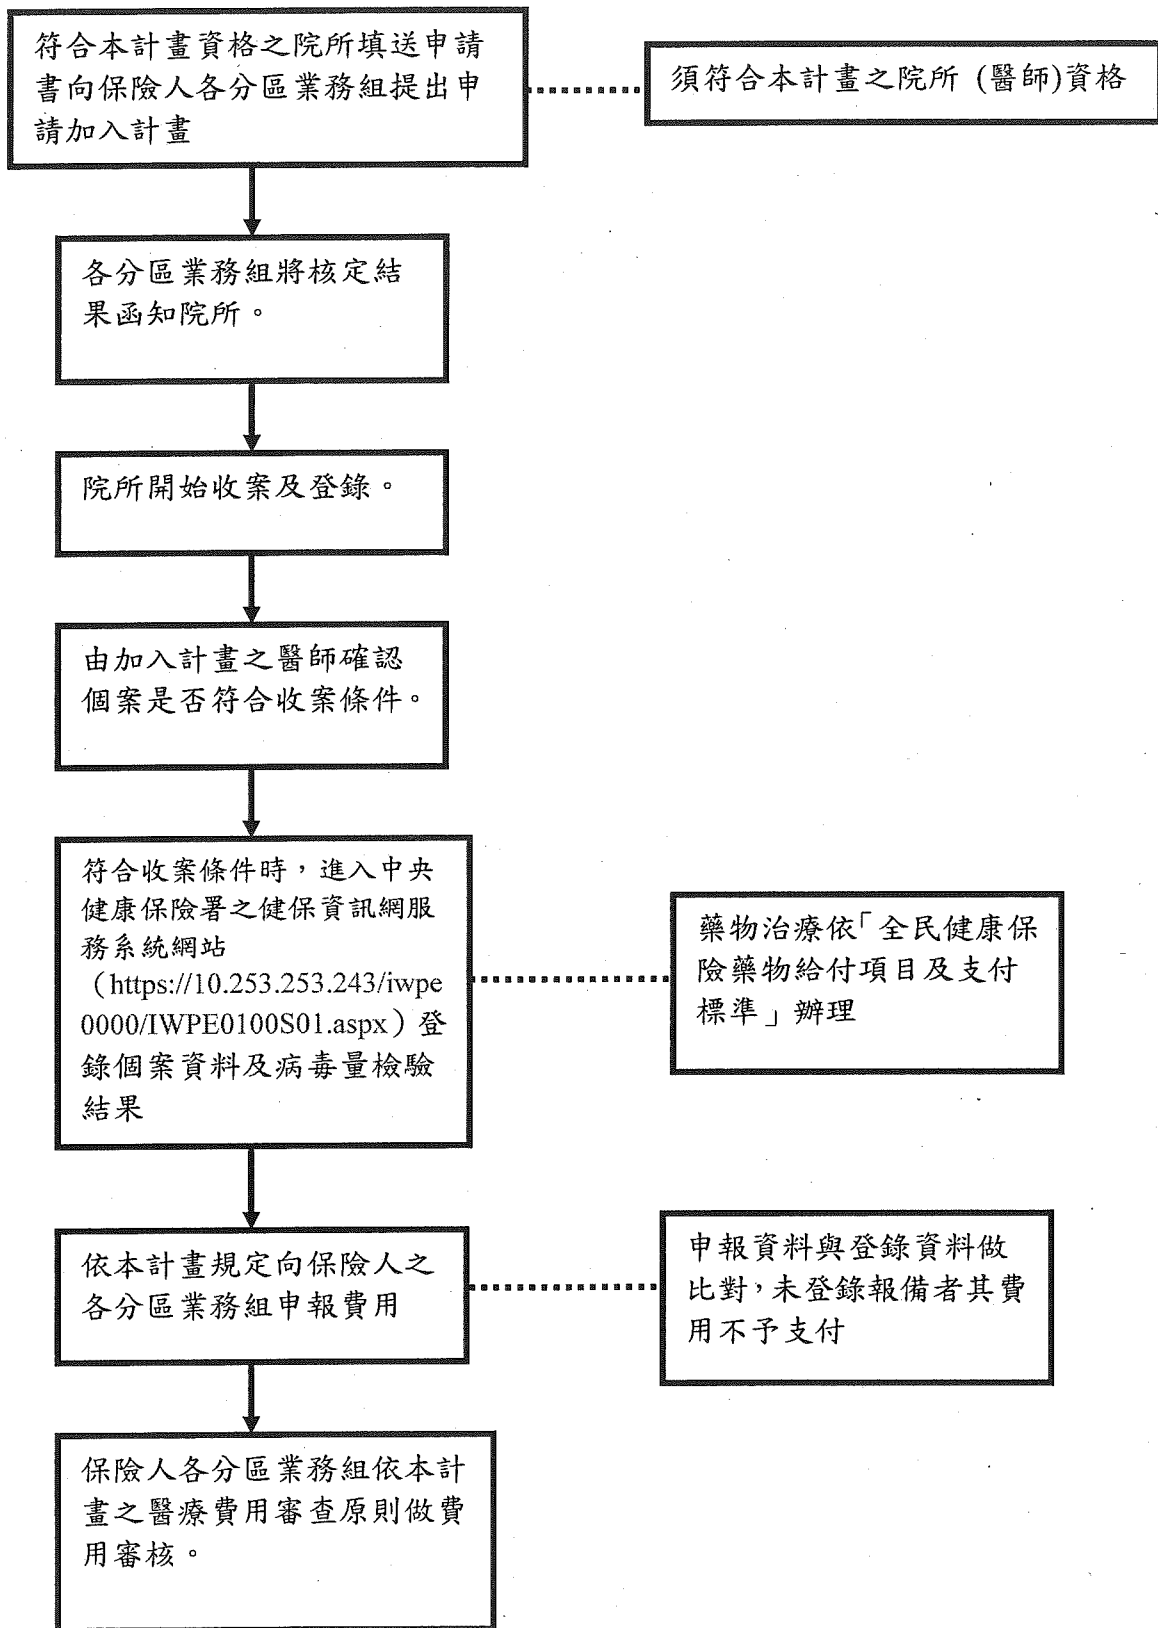 符合本計畫資格之院所填送申請
書向保險人各分區業務組提出申
請加入計畫
須符合本計畫之院所 (醫師)資格
各分區業務組將核定結
果函知院所。
院所開始收案及登錄。
由加入計畫之醫師確認
個案是否符合收案條件。
符合收案條件時，進入中央
健康保險署之健保資訊網服
務系統網站
（https://10.253.253.243/iwpe
0000/IWPE0100S01.aspx）登
錄個案資料及病毒量檢驗
結果
藥物治療依「全民健康保
險藥物給付項目及支付
標準」辦理
依本計畫規定向保險人之
各分區業務組申報費用
申報資料與登錄資料做
比對，未登錄報備者其費
用不予支付
保險人各分區業務組依本計
畫之醫療費用審查原則做費
用審核。